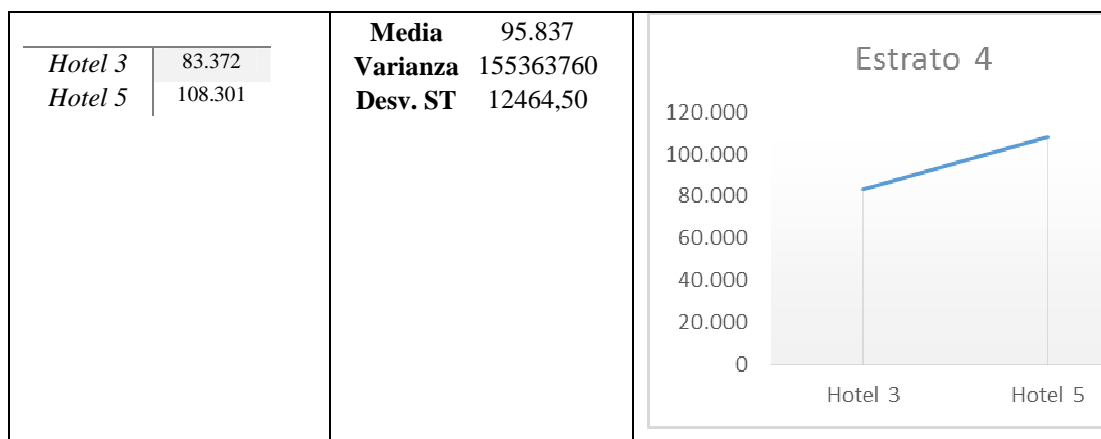 Hotel 3 83.372
Hotel 5 108.301
Media 95.837
Varianza 155363760
Desv. ST 12464,50
Estrato 4
120.000
100.000
80.000
60.000
40.000
20.000
0
Hotel 3 Hotel 5